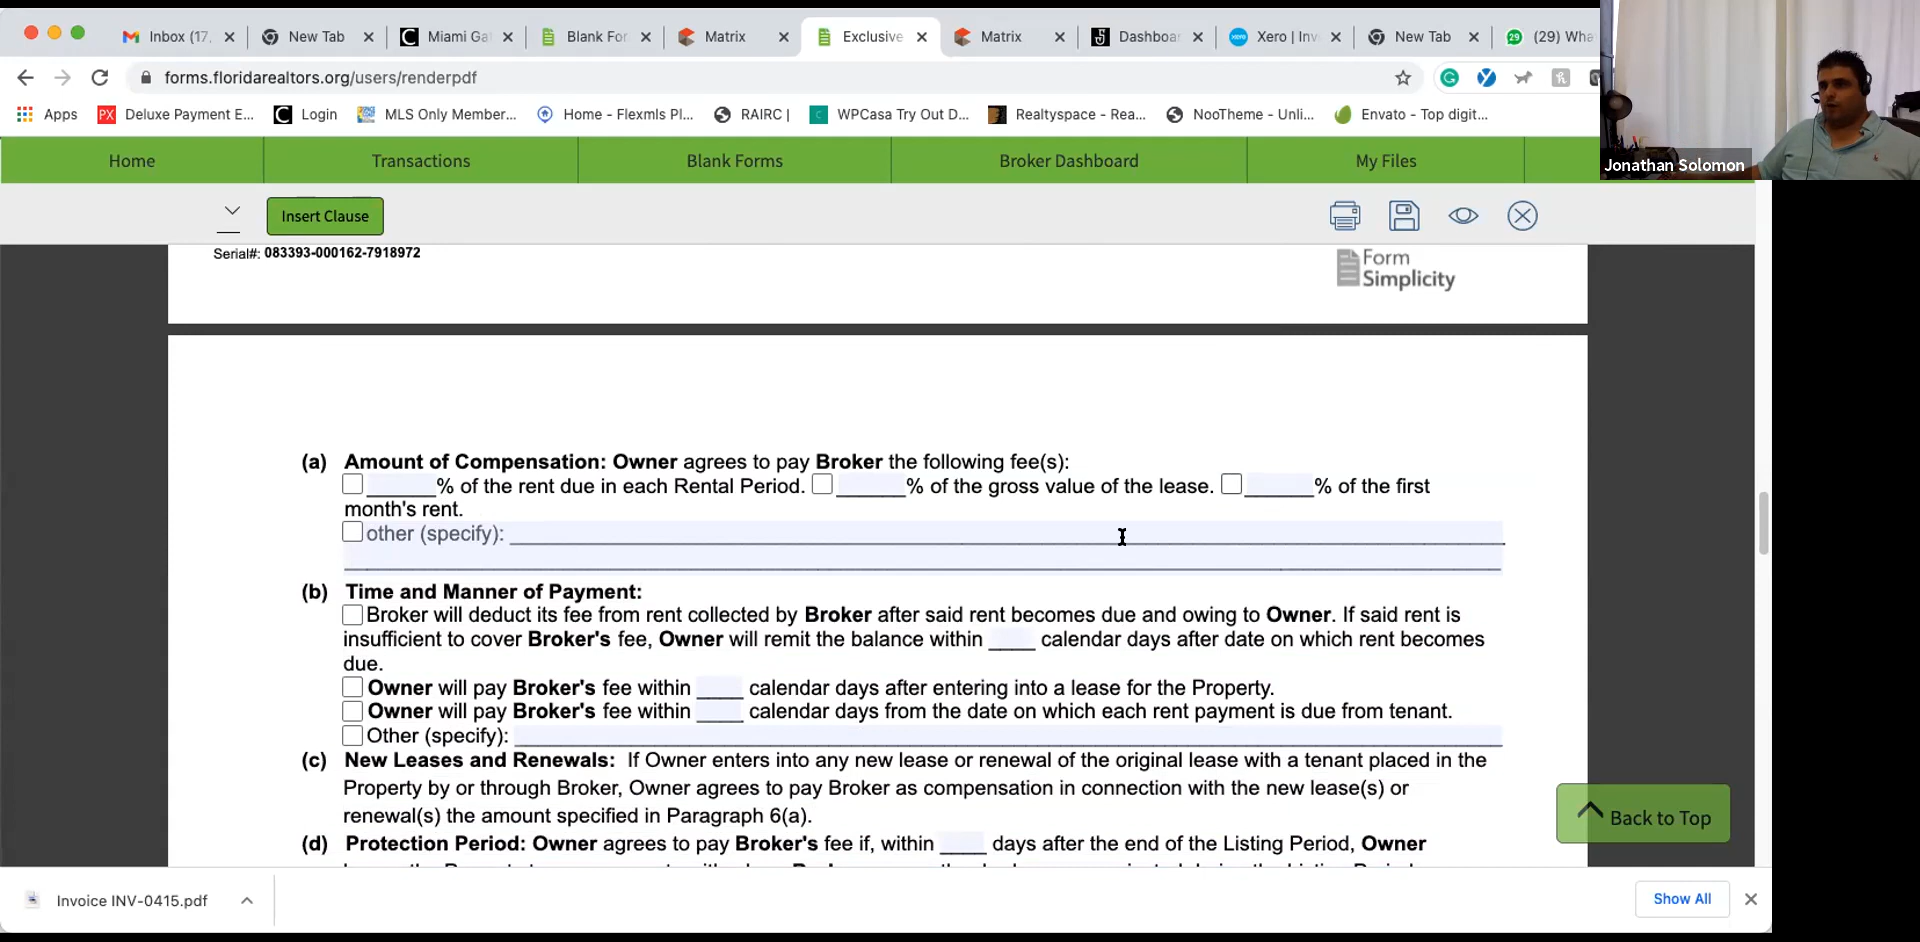 Inbox (17,
New Tab
Miami Ga
Blank For
Matrix
Exclusive
Matrix
Dashboar
Xero | Inv
New Tab
(29) Wha
forms.floridarealtors.org/users/renderpdf
Apps
PX
Deluxe Payment E...
Login
MLS Only Member...
Home - Flexmls Pl...
RAIRC |
WPCasa Try Out D...
Realtyspace - Rea...
NooTheme - Unli...
Envato - Top digit...
Home
Transactions
Blank Forms
Broker Dashboard
My Files
Jonathan Solomon
Insert Clause
Serial#: 083393-000162-7918972
Form
Simplicity
(a) Amount of Compensation: Owner agrees to pay Broker the following fee(s):
______% of the rent due in each Rental Period. ______% of the gross value of the lease. ______% of the first
month's rent.
other (specify):
(b) Time and Manner of Payment:
Broker will deduct its fee from rent collected by Broker after said rent becomes due and owing to Owner. If said rent is
insufficient to cover Broker's fee, Owner will remit the balance within ____ calendar days after date on which rent becomes
due.
Owner will pay Broker's fee within ____ calendar days after entering into a lease for the Property.
Owner will pay Broker's fee within ____ calendar days from the date on which each rent payment is due from tenant.
Other (specify):
(c) New Leases and Renewals: If Owner enters into any new lease or renewal of the original lease with a tenant placed in the
Property by or through Broker, Owner agrees to pay Broker as compensation in connection with the new lease(s) or
renewal(s) the amount specified in Paragraph 6(a).
(d) Protection Period: Owner agrees to pay Broker's fee if, within ____ days after the end of the Listing Period, Owner
Back to Top
Invoice INV-0415.pdf
Show All